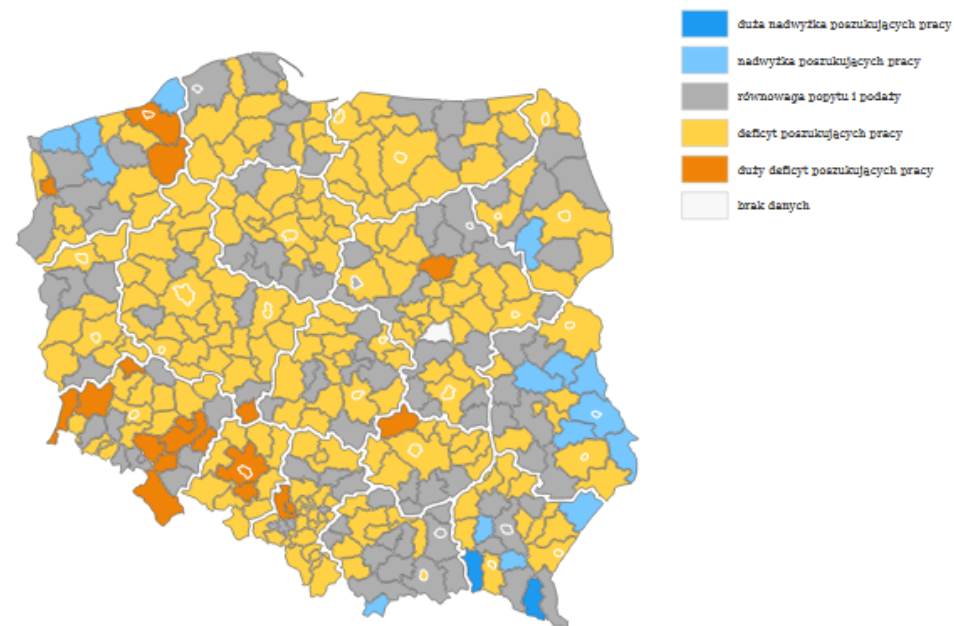 duża nadwyżka poszukujących pracy
nadwyżka poszukujących pracy
równowaga popytu i podaży
deficyt poszukujących pracy
duży deficyt poszukujących pracy
brak danych